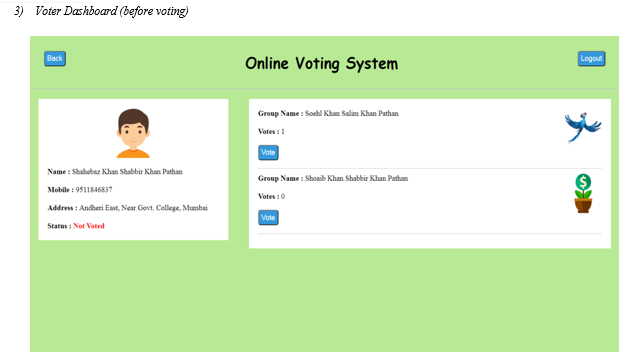 3) Voter Dashboard (before voting)
Back
Online Voting System
Logout
Name : Shahebaz Khan Shabbir Khan Pathan
Mobile : 9511846837
Address : Andheri East, Near Govt. College, Mumbai
Status : Not Voted
Group Name : Soehl Khan Salim Khan Pathan
Votes : 1
Vote
Group Name : Shoaib Khan Shabbir Khan Pathan
Votes : 0
Vote
$